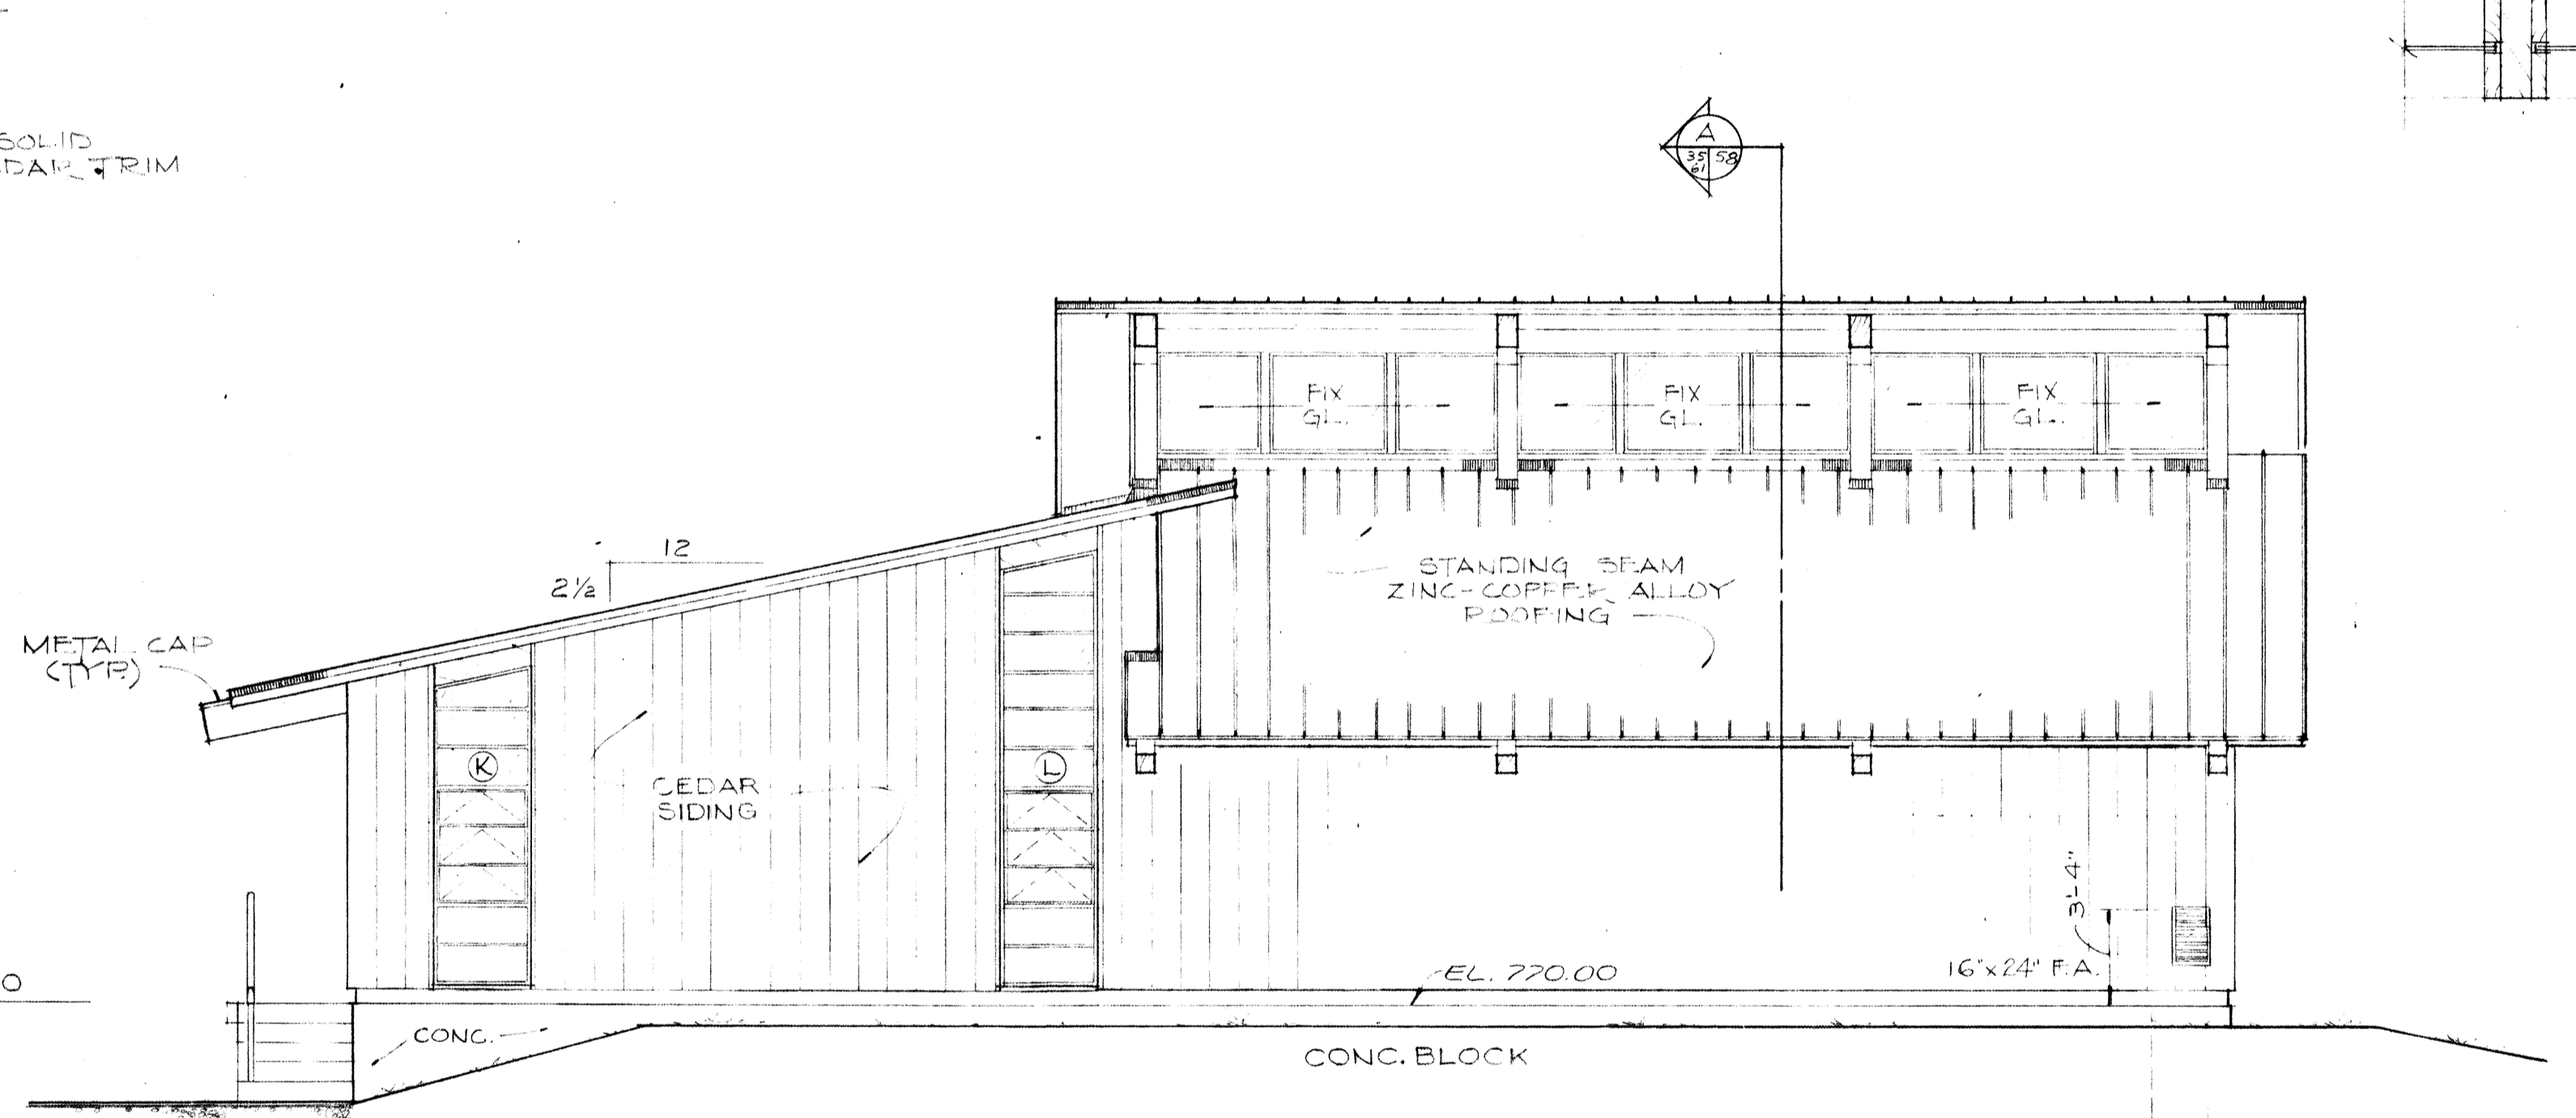 SOLID
DAR TRIM
A
35 58
61
FIX
GL.
FIX
GL.
FIX
GL.
12
2½
STANDING SEAM
ZINC-COPPER ALLOY
ROOFING
METAL CAP
(TYP.)
K
L
CEDAR
SIDING
3'-4"
16"x24" F.A.
EL. 770.00
O
CONC.
CONC. BLOCK